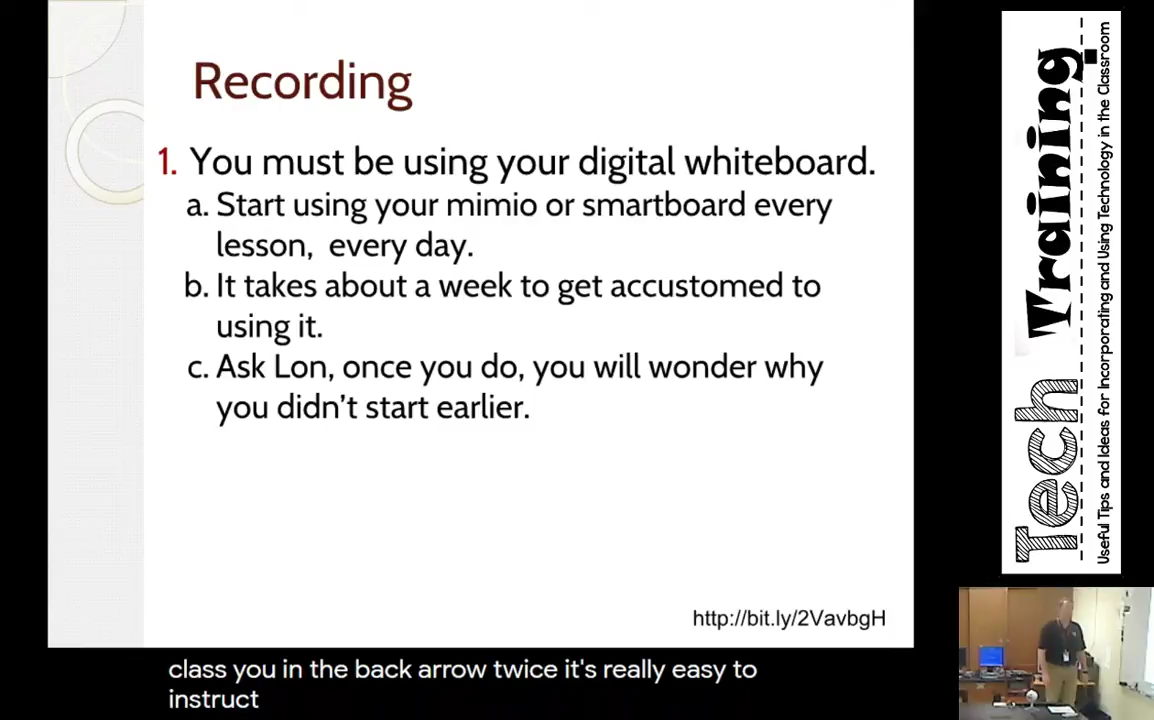 Recording
1. You must be using your digital whiteboard.
a. Start using your mimio or smartboard every
lesson, every day.
b. It takes about a week to get accustomed to
using it.
c. Ask Lon, once you do, you will wonder why
you didn't start earlier.
http://bit.ly/2VavbgH
class you in the back arrow twice it's really easy to
instruct
Tech Training
Useful Tips and Ideas for Incorporating and Using Technology in the Classroom